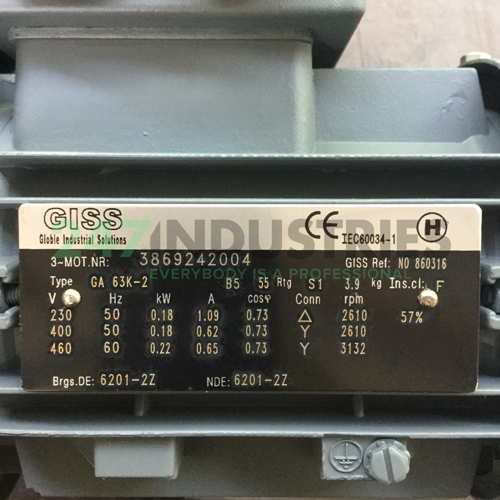 GISS
Globle Industrial Solutions
CE
IEC60034-1
H
3~MOT.NR: 3869242004 GISS Ref: NO 860316
Type GA 63K-2 B5 55 Rtg S1 3.9 kg Ins.cl: F
V Hz kW A cosφ Conn rpm
230 50 0.18 1.09 0.73 △ 2610 57%
400 50 0.18 0.62 0.73 Y 2610
460 60 0.22 0.65 0.73 Y 3132
Brgs.DE: 6201-2Z NDE: 6201-2Z
247INDUSTRIES
EVERYBODY IS A PREMIUM